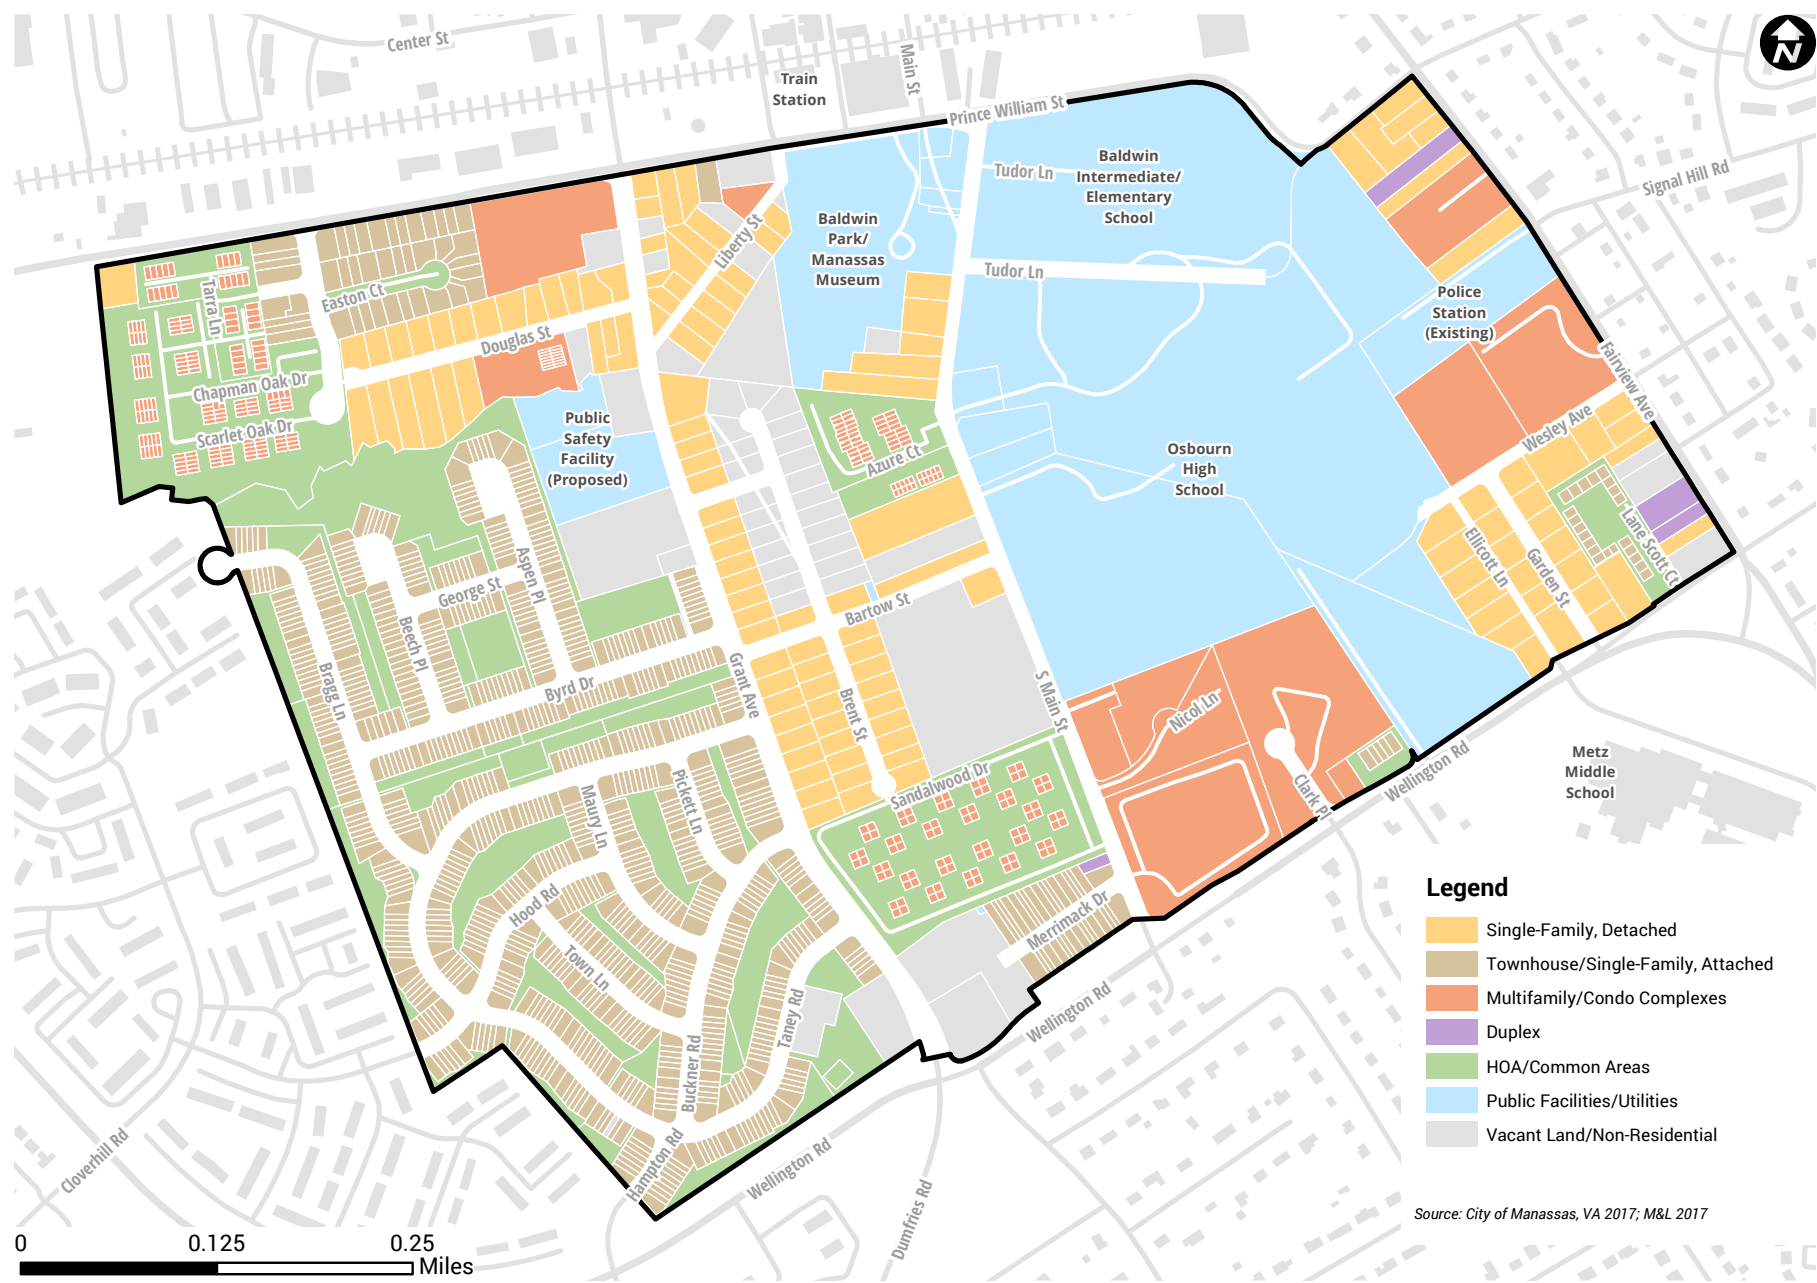 Center St
Train
Station
Main St
Prince William St
N
Tudor Ln
Baldwin
Intermediate/
Elementary
School
Signal Hill Rd
Liberty St
Baldwin
Park/
Manassas
Museum
Tudor Ln
Tarra Ln
Easton Ct
Police
Station
(Existing)
Douglas St
Fairview Ave
Chapman Oak Dr
Scarlet Oak Dr
Public
Safety
Facility
(Proposed)
Azure Ct
Osbourn
High
School
Wesley Ave
Lane Scott Ct
Ellicott Ln
Garden St
Aspen Pl
George St
Beech Pl
Bartow St
Bragg Ln
Byrd Dr
Grant Ave
Brent St
S Main St
Nicol Ln
Metz
Middle
School
Wellington Rd
Clark Pl
Sandalwood Dr
Pickett Ln
Maury Ln
Hood Rd
Merrimack Dr
Town Ln
Taney Rd
Wellington Rd
Buckner Rd
Hampton Rd
Wellington Rd
Cloverhill Rd
Dumfries Rd
Legend
Single-Family, Detached
Townhouse/Single-Family, Attached
Multifamily/Condo Complexes
Duplex
HOA/Common Areas
Public Facilities/Utilities
Vacant Land/Non-Residential
Source: City of Manassas, VA 2017; M&L 2017
0 0.125 0.25
Miles